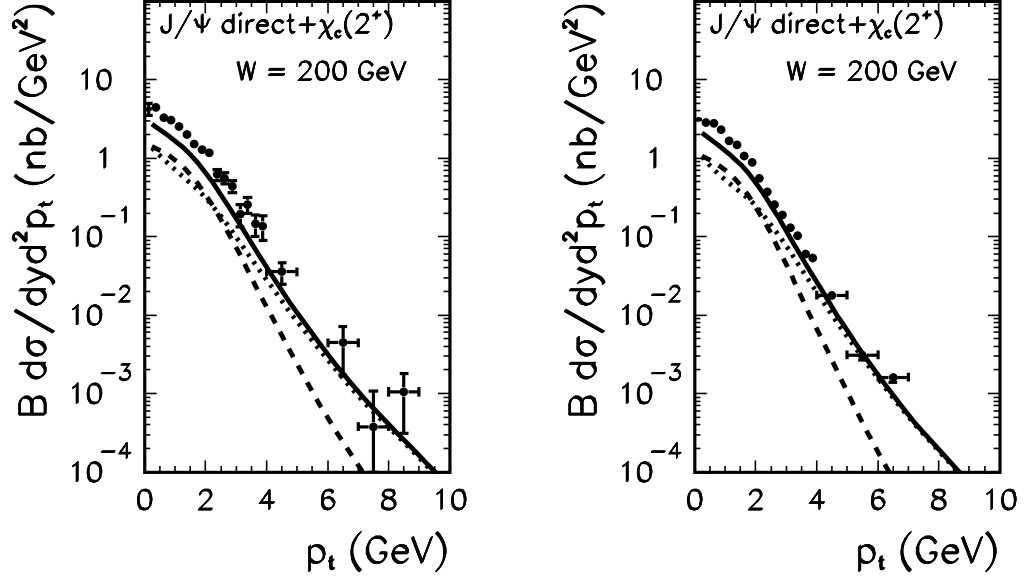 J/Ψ direct+χc(2⁺)
W = 200 GeV
B dσ/dyd²pt (nb/GeV²)
10
1
10⁻¹
10⁻²
10⁻³
10⁻⁴
0 2 4 6 8 10
pt (GeV)
J/Ψ direct+χc(2⁺)
W = 200 GeV
B dσ/dyd²pt (nb/GeV²)
10
1
10⁻¹
10⁻²
10⁻³
10⁻⁴
0 2 4 6 8 10
pt (GeV)